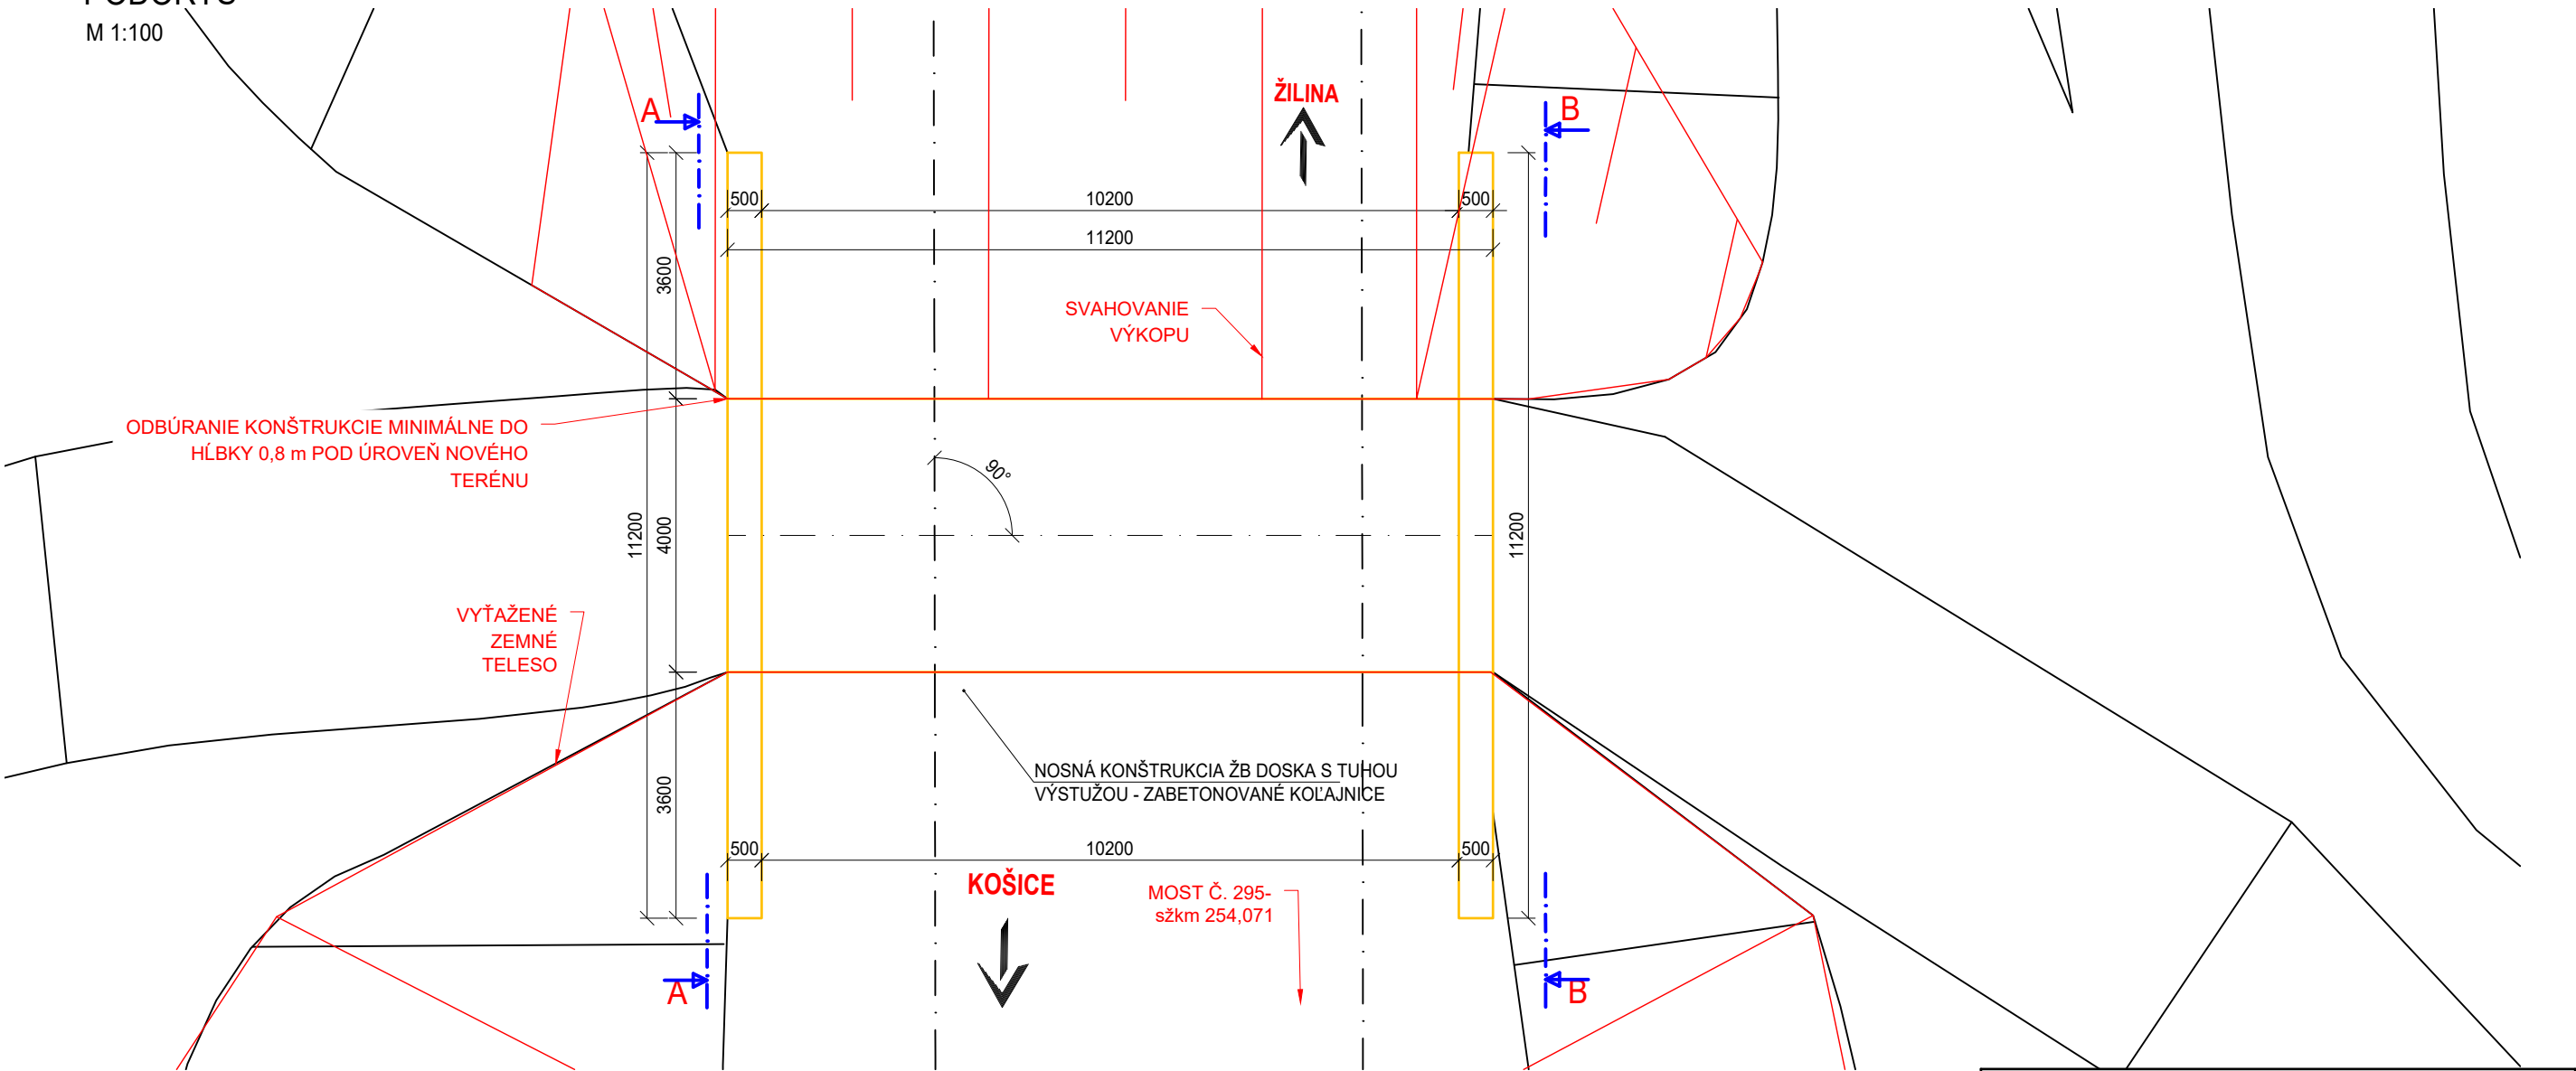 M 1:100
ŽILINA
A
B
500
10200
500
11200
3600
SVAHOVANIE
VÝKOPU
ODBÚRANIE KONŠTRUKCIE MINIMÁLNE DO
HĹBKY 0,8 m POD ÚROVEŇ NOVÉHO
TERÉNU
90°
11200
4000
11200
VYŤAŽENÉ
ZEMNÉ
TELESO
NOSNÁ KONŠTRUKCIA ŽB DOSKA S TUHOU
VÝSTUŽOU - ZABETONOVANÉ KOĽAJNICE
3600
500
10200
500
KOŠICE
MOST Č. 295-
sžkm 254,071
A
B